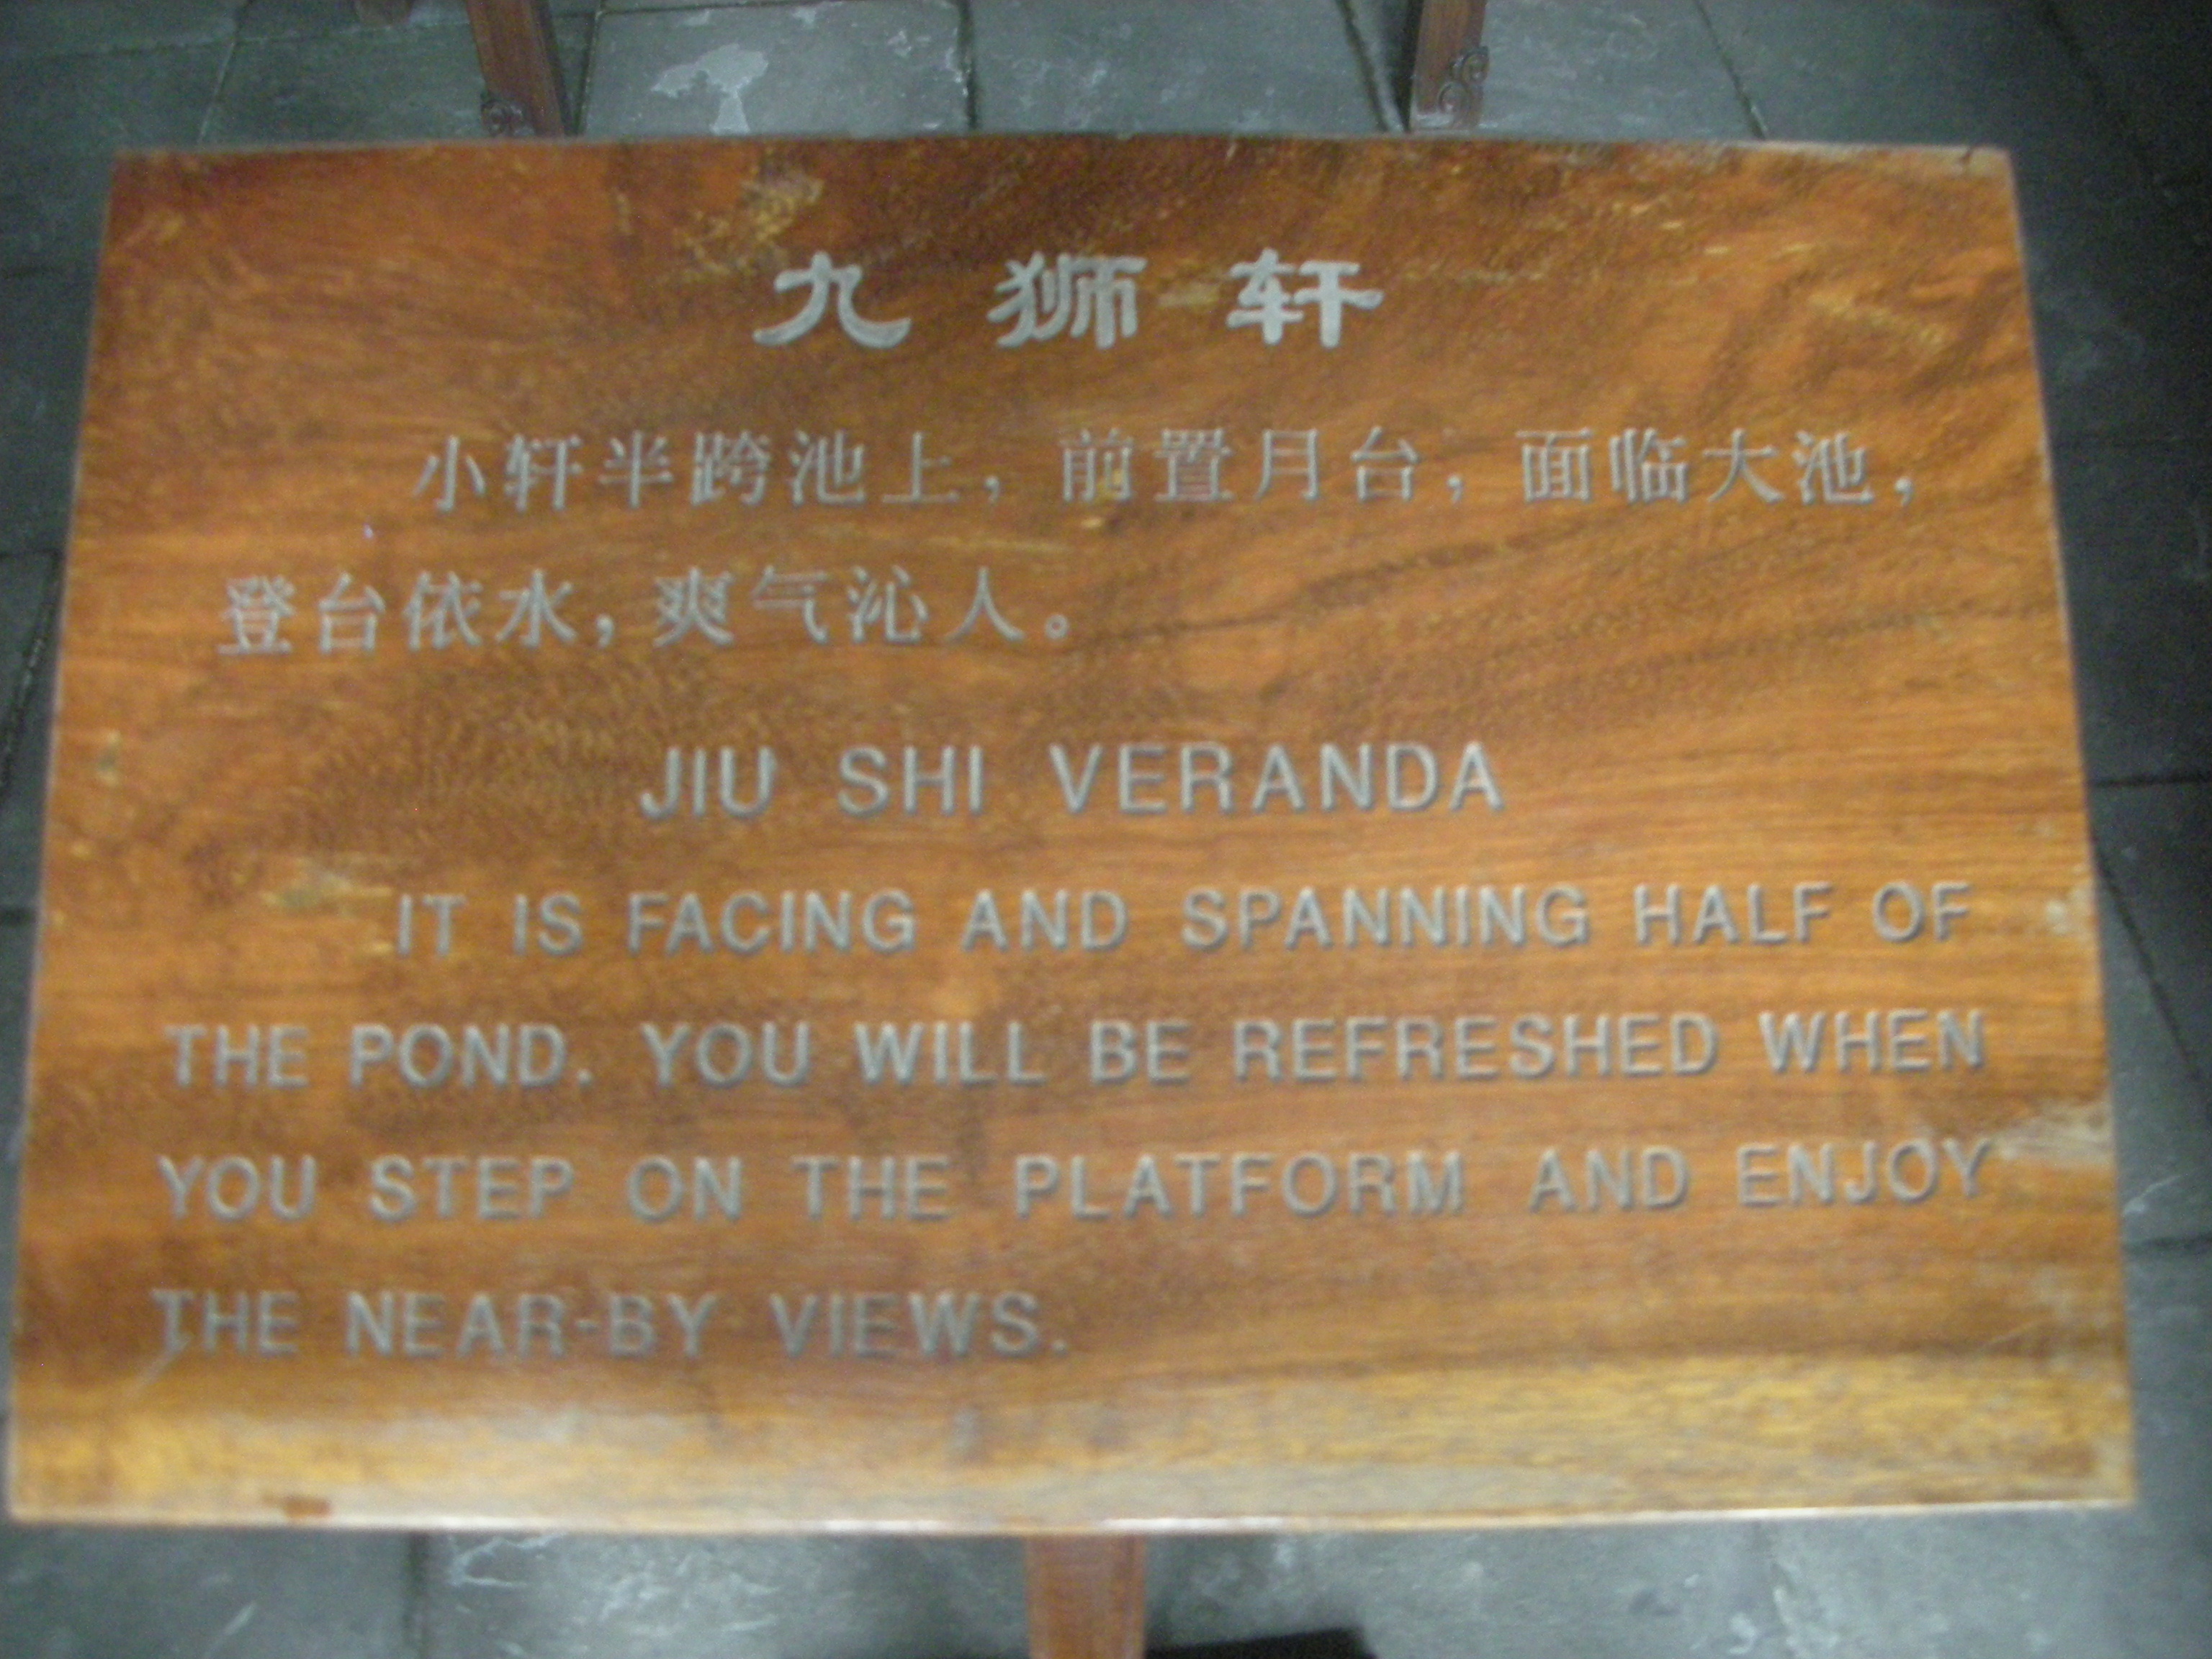 九狮轩
小轩半跨池上，前置月台，面临大池，
登台依水，爽气沁人。
JIU SHI VERANDA
IT IS FACING AND SPANNING HALF OF
THE POND. YOU WILL BE REFRESHED WHEN
YOU STEP ON THE PLATFORM AND ENJOY
THE NEAR-BY VIEWS.